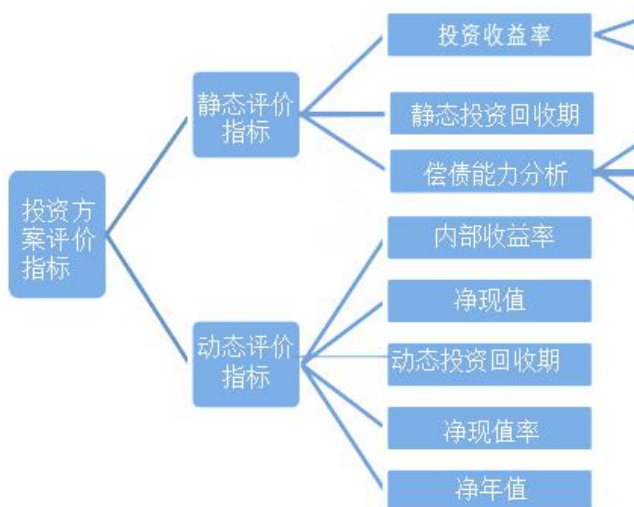 投资方
案评价
指标
静态评价
指标
投资收益率
静态投资回收期
偿债能力分析
动态评价
指标
内部收益率
净现值
动态投资回收期
净现值率
净年值